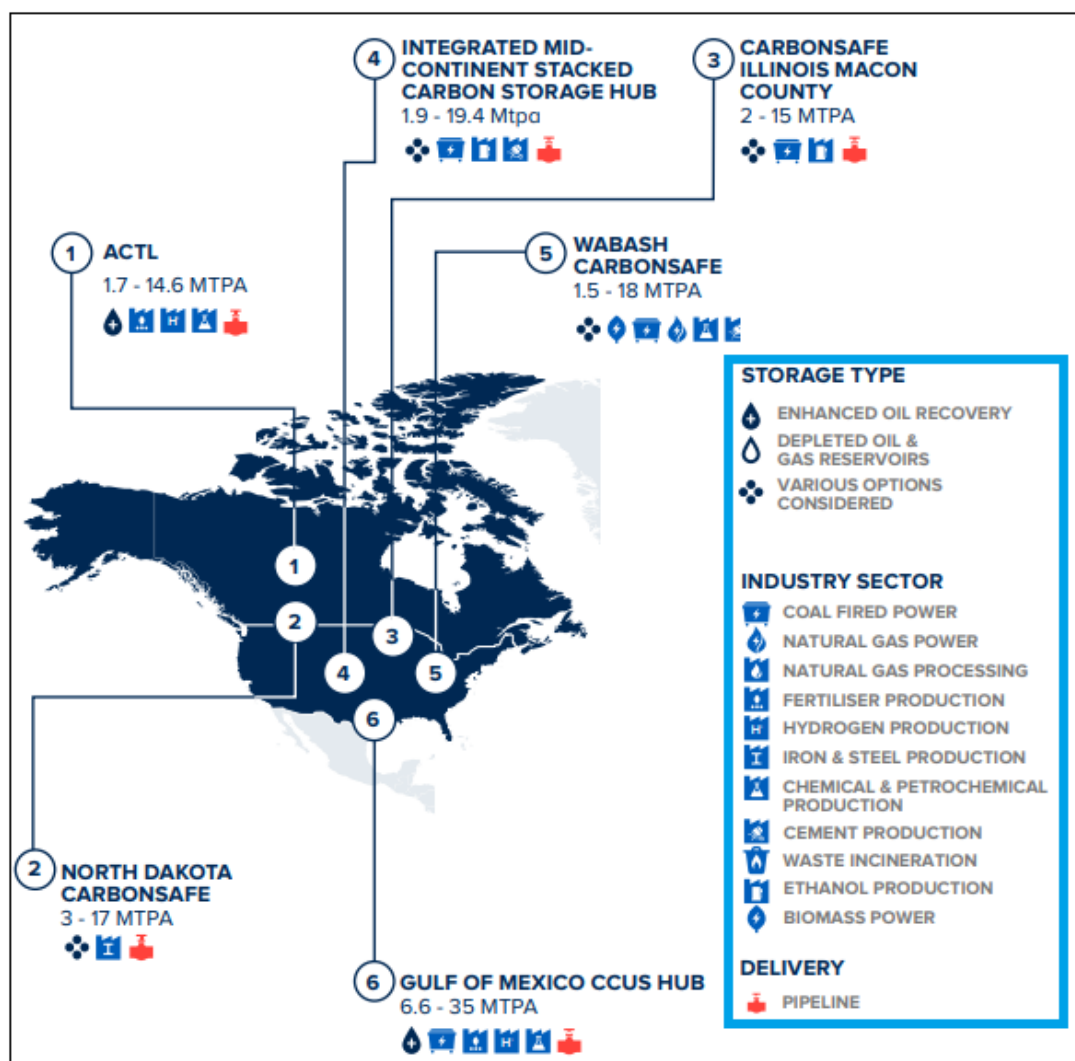 4
INTEGRATED MID-
CONTINENT STACKED
CARBON STORAGE HUB
1.9 - 19.4 Mtpa
3
CARBONSAFE
ILLINOIS MACON
COUNTY
2 - 15 MTPA
1
ACTL
1.7 - 14.6 MTPA
H
5
WABASH
CARBONSAFE
1.5 - 18 MTPA
STORAGE TYPE
ENHANCED OIL RECOVERY
DEPLETED OIL &
GAS RESERVOIRS
VARIOUS OPTIONS
CONSIDERED
INDUSTRY SECTOR
COAL FIRED POWER
NATURAL GAS POWER
NATURAL GAS PROCESSING
FERTILISER PRODUCTION
H HYDROGEN PRODUCTION
I IRON & STEEL PRODUCTION
CHEMICAL & PETROCHEMICAL
PRODUCTION
CEMENT PRODUCTION
WASTE INCINERATION
ETHANOL PRODUCTION
BIOMASS POWER
DELIVERY
PIPELINE
1
2
3
4
5
6
2
NORTH DAKOTA
CARBONSAFE
3 - 17 MTPA
I
6
GULF OF MEXICO CCUS HUB
6.6 - 35 MTPA
H